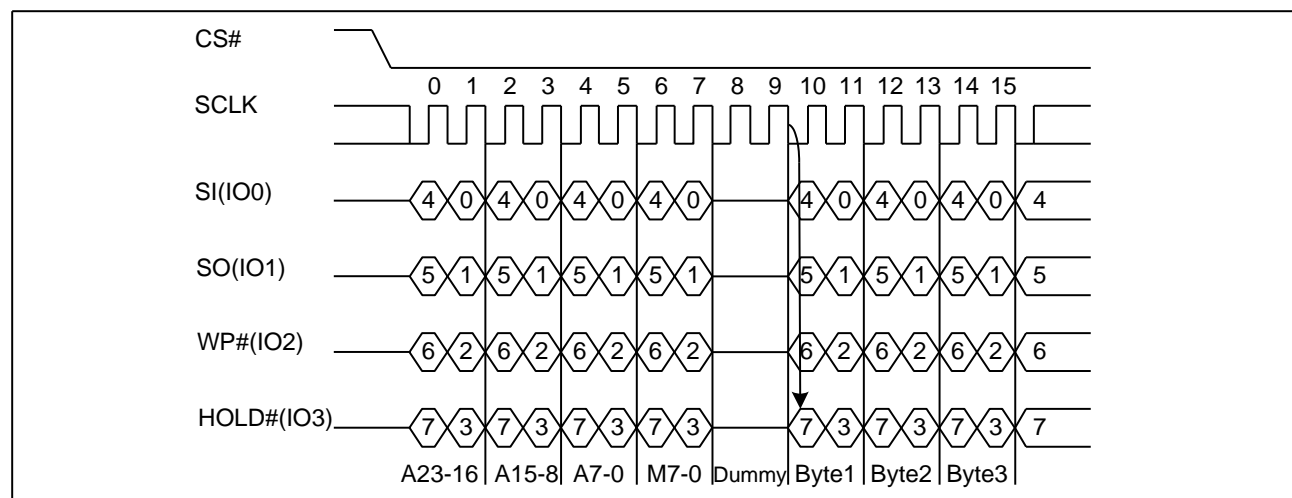 CS#
0 1 2 3 4 5 6 7 8 9 10 11 12 13 14 15
SCLK
SI(IO0) 4 0 4 0 4 0 4 0 4 0 4 0 4 0 4
SO(IO1) 5 1 5 1 5 1 5 1 5 1 5 1 5 1 5
WP#(IO2) 6 2 6 2 6 2 6 2 6 2 6 2 6 2 6
HOLD#(IO3) 7 3 7 3 7 3 7 3 7 3 7 3 7 3 7
A23-16 A15-8 A7-0 M7-0 Dummy Byte1 Byte2 Byte3